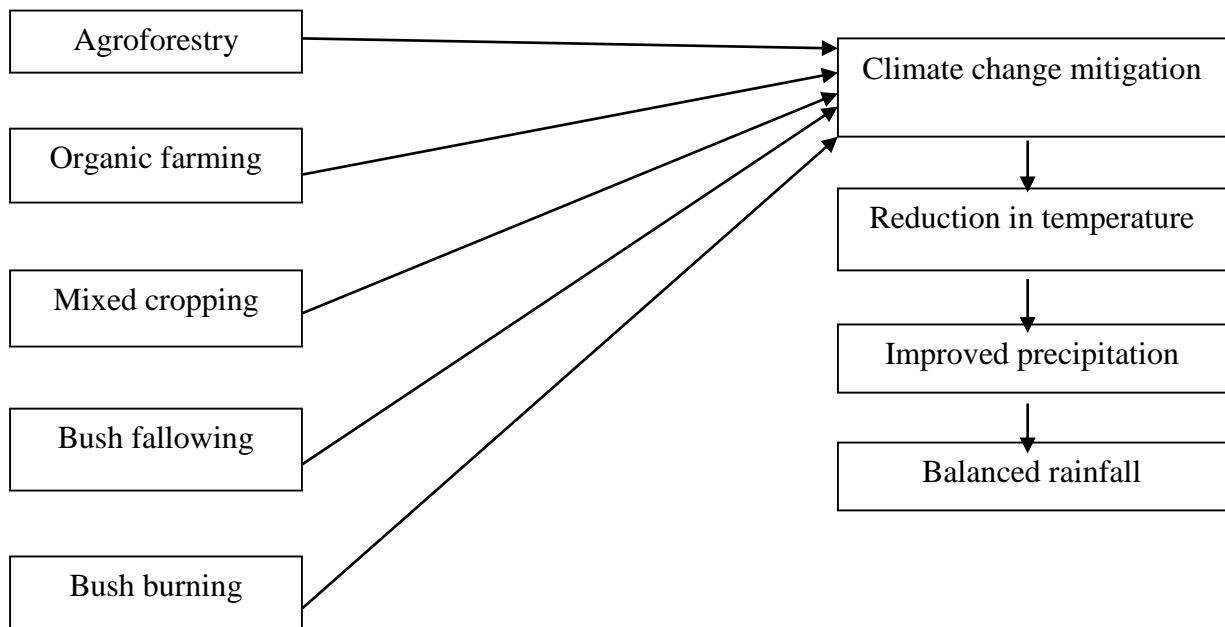 Agroforestry
Organic farming
Mixed cropping
Bush fallowing
Bush burning
Climate change mitigation
Reduction in temperature
Improved precipitation
Balanced rainfall